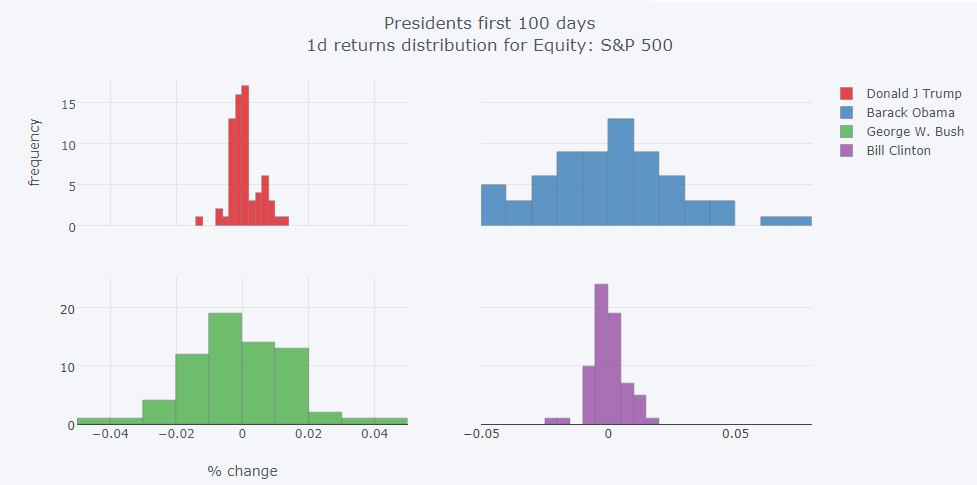 Presidents first 100 days
1d returns distribution for Equity: S&P 500
Donald J Trump
Barack Obama
George W. Bush
Bill Clinton
frequency
15
10
5
0
20
10
0
−0.04 −0.02 0 0.02 0.04
−0.05 0 0.05
% change